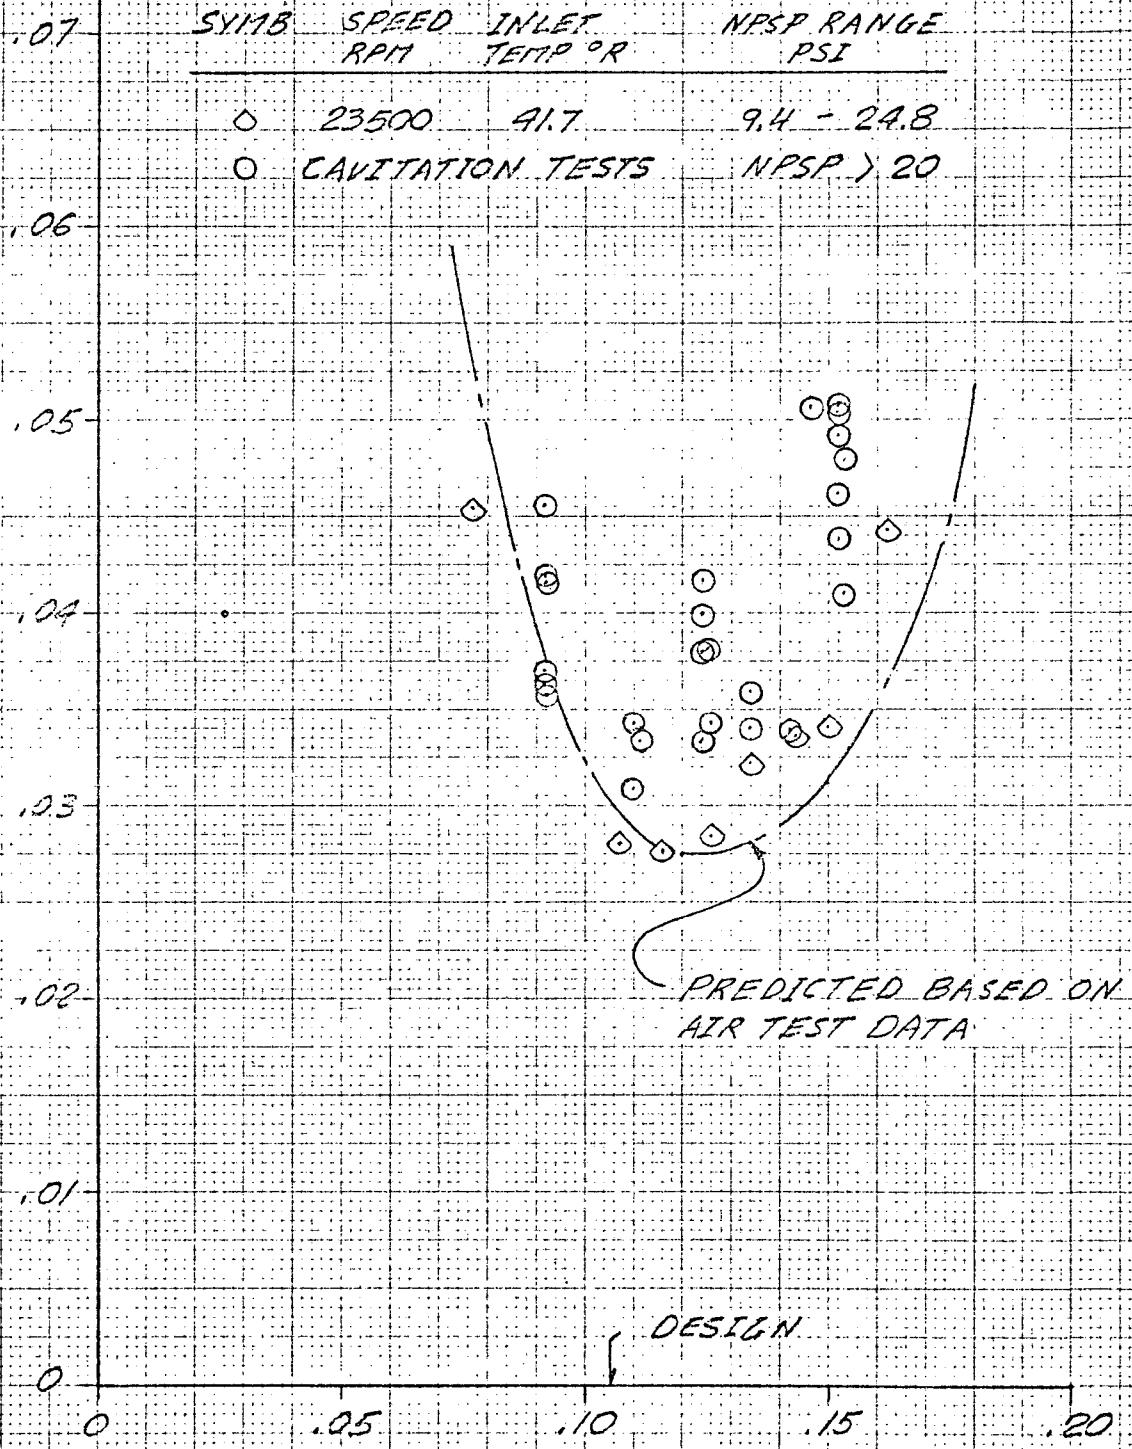 .07
SYMB SPEED INLET NPSP RANGE
RPM TEMP °R PSI
◇ 23500 41.7 9.4 - 24.8
○ CAVITATION TESTS NPSP > 20
.06
.05
.04
.03
.02
PREDICTED BASED ON
AIR TEST DATA
.01
DESIGN
0
0 .05 .10 .15 .20